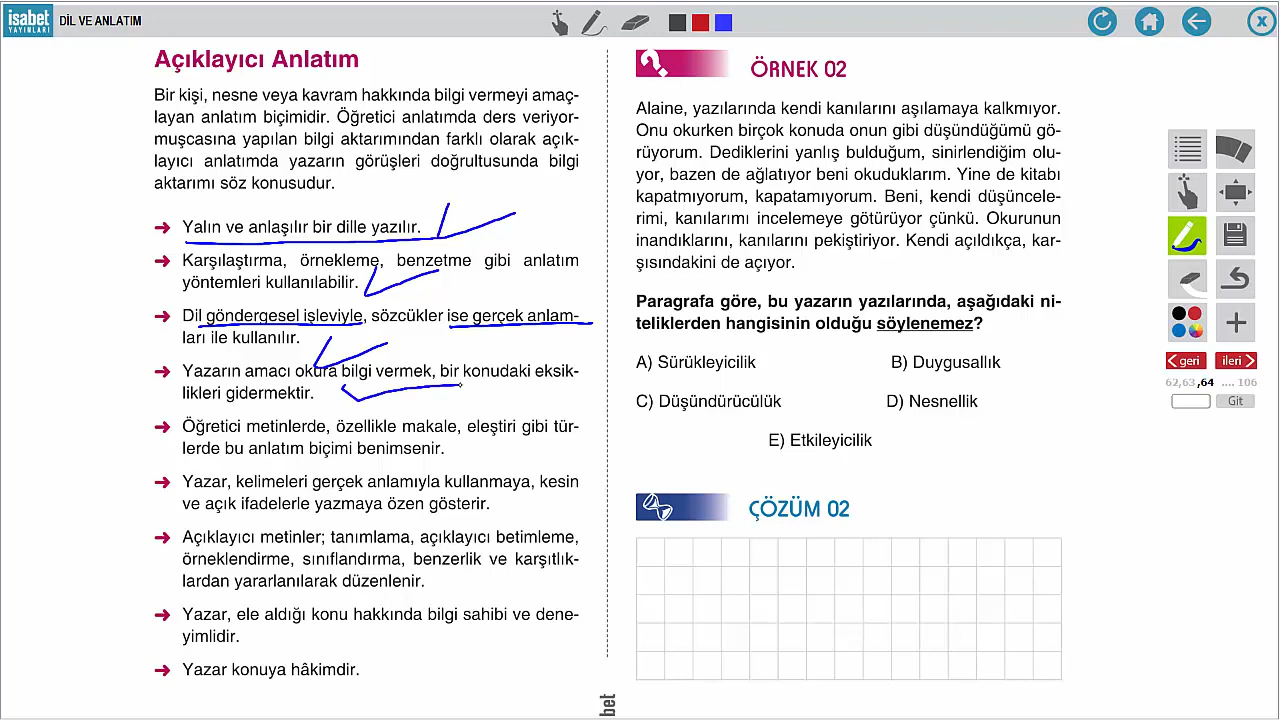 isabet
YAYINLARI
DİL VE ANLATIM
Açıklayıcı Anlatım
Bir kişi, nesne veya kavram hakkında bilgi vermeyi amaç-
layan anlatım biçimidir. Öğretici anlatımda ders veriyor-
muşcasına yapılan bilgi aktarımından farklı olarak açık-
layıcı anlatımda yazarın görüşleri doğrultusunda bilgi
aktarımı söz konusudur.
Yalın ve anlaşılır bir dille yazılır.
Karşılaştırma, örnekleme, benzetme gibi anlatım
yöntemleri kullanılabilir.
Dil göndergesel işleviyle, sözcükler ise gerçek anlam-
ları ile kullanılır.
Yazarın amacı okura bilgi vermek, bir konudaki eksik-
likleri gidermektir.
Öğretici metinlerde, özellikle makale, eleştiri gibi tür-
lerde bu anlatım biçimi benimsenir.
Yazar, kelimeleri gerçek anlamıyla kullanmaya, kesin
ve açık ifadelerle yazmaya özen gösterir.
Açıklayıcı metinler; tanımlama, açıklayıcı betimleme,
örneklendirme, sınıflandırma, benzerlik ve karşıtlık-
lardan yararlanılarak düzenlenir.
Yazar, ele aldığı konu hakkında bilgi sahibi ve dene-
yimlidir.
Yazar konuya hâkimdir.
bet
ÖRNEK 02
Alaine, yazılarında kendi kanılarını aşılamaya kalkmıyor.
Onu okurken birçok konuda onun gibi düşündüğümü gö-
rüyorum. Dediklerini yanlış bulduğum, sinirlendiğim olu-
yor, bazen de ağlatıyor beni okuduklarım. Yine de kitabı
kapatmıyorum, kapatamıyorum. Beni, kendi düşüncele-
rimi, kanılarımı incelemeye götürüyor çünkü. Okurunun
inandıklarını, kanılarını pekiştiriyor. Kendi açıldıkça, kar-
şısındakini de açıyor.
Paragrafa göre, bu yazarın yazılarında, aşağıdaki ni-
teliklerden hangisinin olduğu söylenemez?
A) Sürükleyicilik B) Duygusallık
C) Düşündürücülük D) Nesnellik
E) Etkileyicilik
ÇÖZÜM 02
geri ileri
62,63,64 .... 106
Git